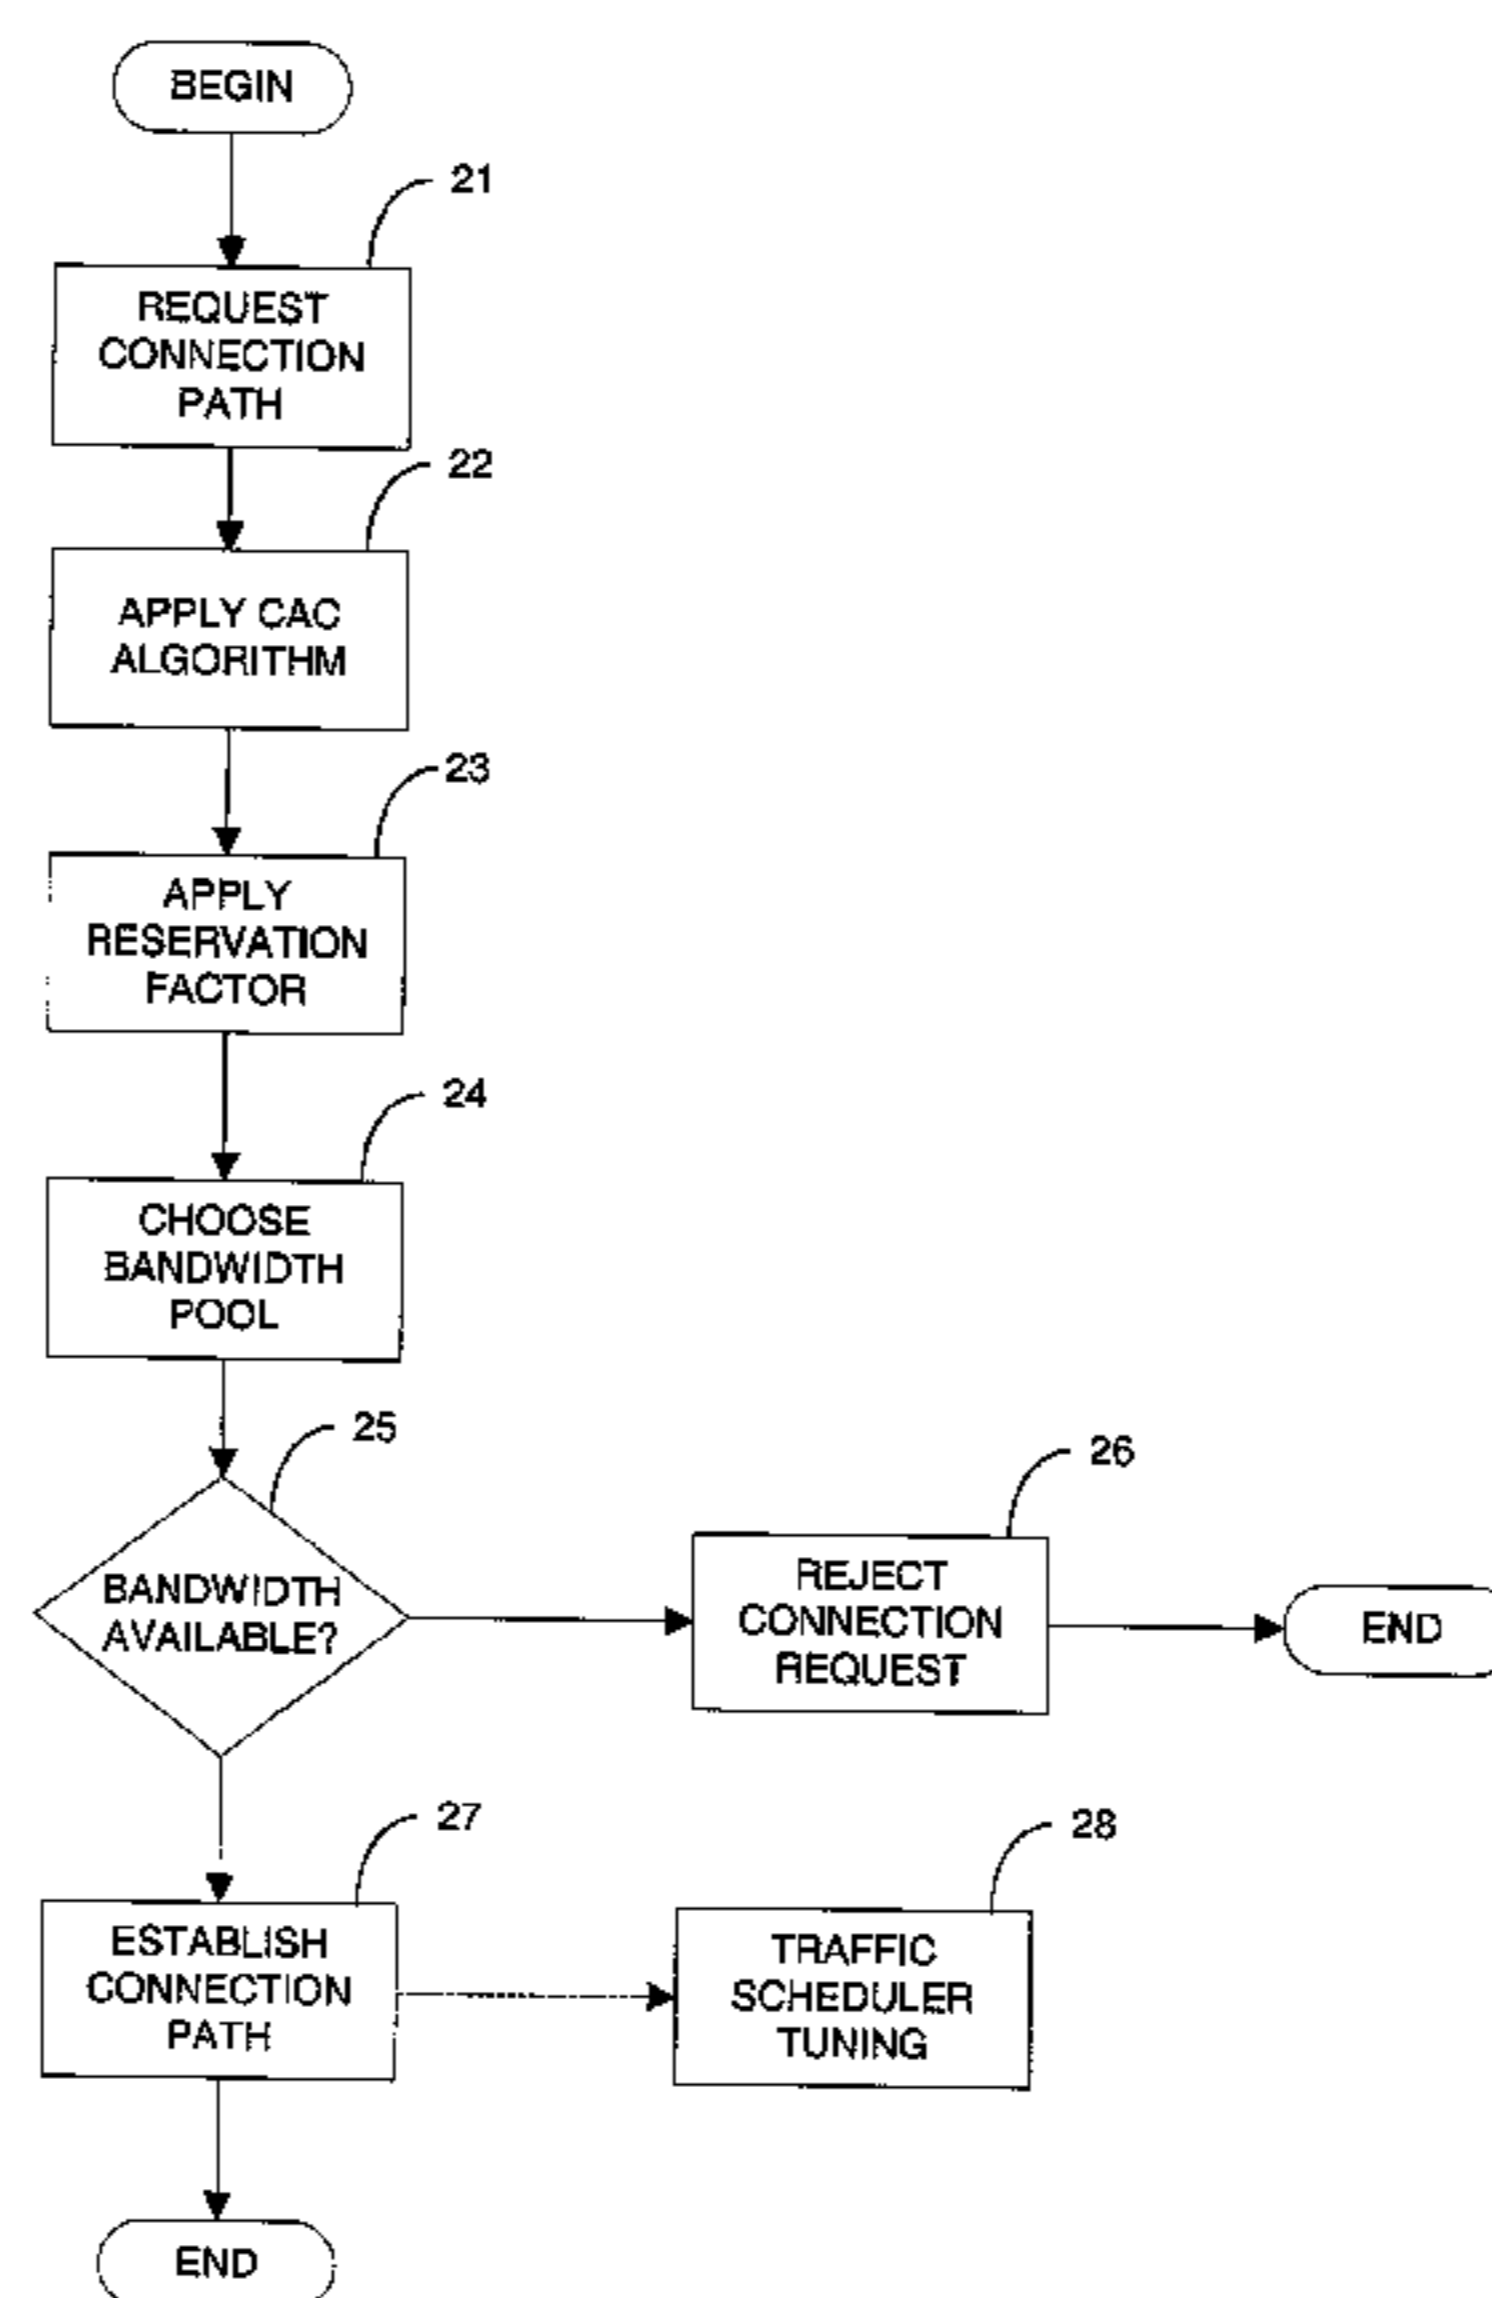 BEGIN
21
REQUEST
CONNECTION
PATH
22
APPLY CAC
ALGORITHM
23
APPLY
RESERVATION
FACTOR
24
CHOOSE
BANDWIDTH
POOL
25
BANDWIDTH
AVAILABLE?
26
REJECT
CONNECTION
REQUEST
END
27
ESTABLISH
CONNECTION
PATH
28
TRAFFIC
SCHEDULER
TUNING
END